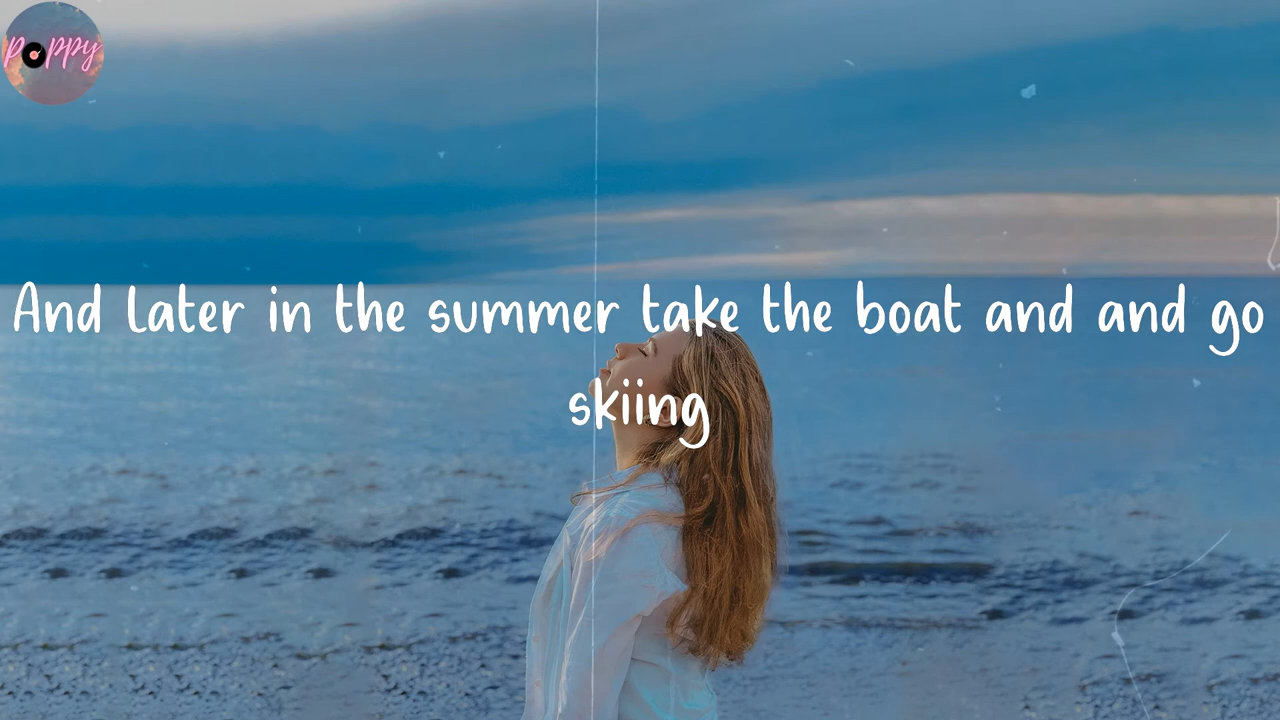 Poppy
And later in the summer take the boat and and go
skiing